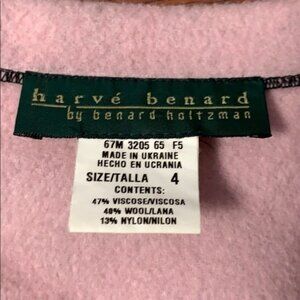 harvé benard
by benard holtzman
67M 3205 65 F5
MADE IN UKRAINE
HECHO EN UCRANIA
SIZE/TALLA 4
CONTENTS:
47% VISCOSE/VISCOSA
40% WOOL/LANA
13% NYLON/NILON